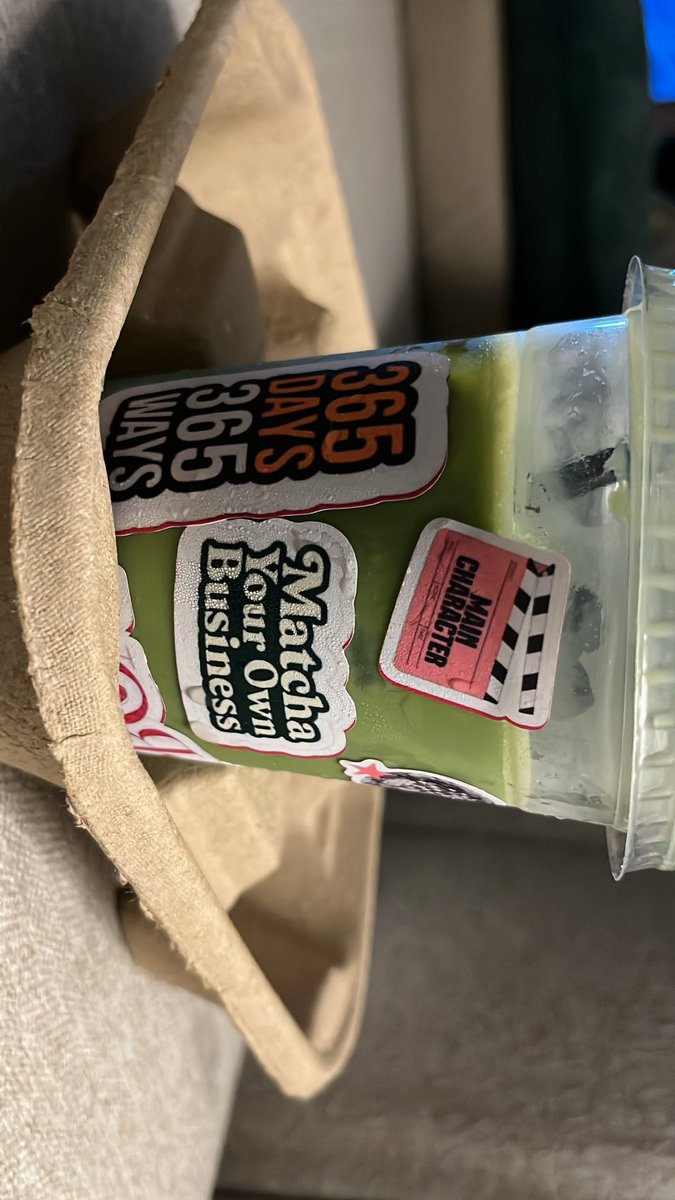 365
DAYS
365
WAYS
Matcha
Your Own
Business
MAIN
CHARACTER